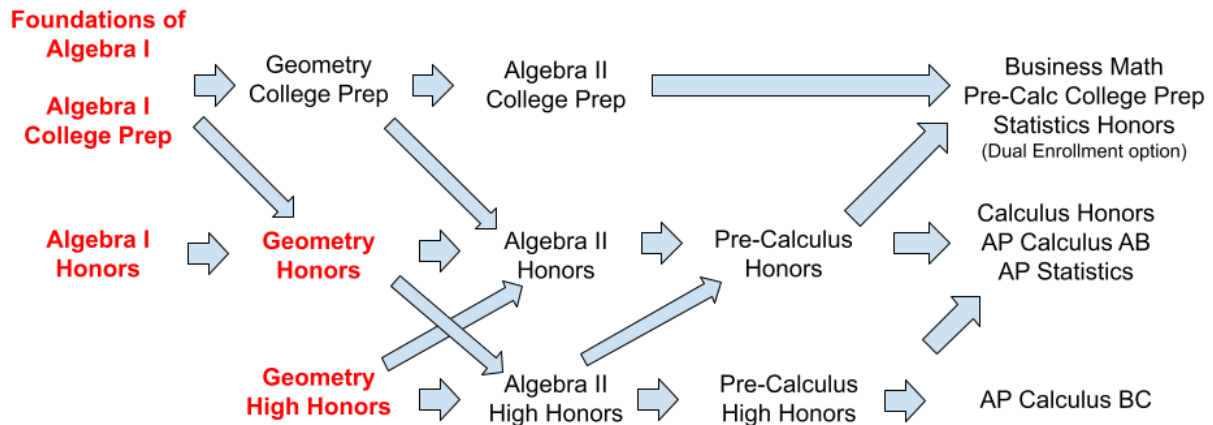 Foundations of
Algebra I
Algebra I
College Prep
Geometry
College Prep
Algebra II
College Prep
Business Math
Pre-Calc College Prep
Statistics Honors
(Dual Enrollment option)
Algebra I
Honors
Geometry
Honors
Algebra II
Honors
Pre-Calculus
Honors
Calculus Honors
AP Calculus AB
AP Statistics
Geometry
High Honors
Algebra II
High Honors
Pre-Calculus
High Honors
AP Calculus BC